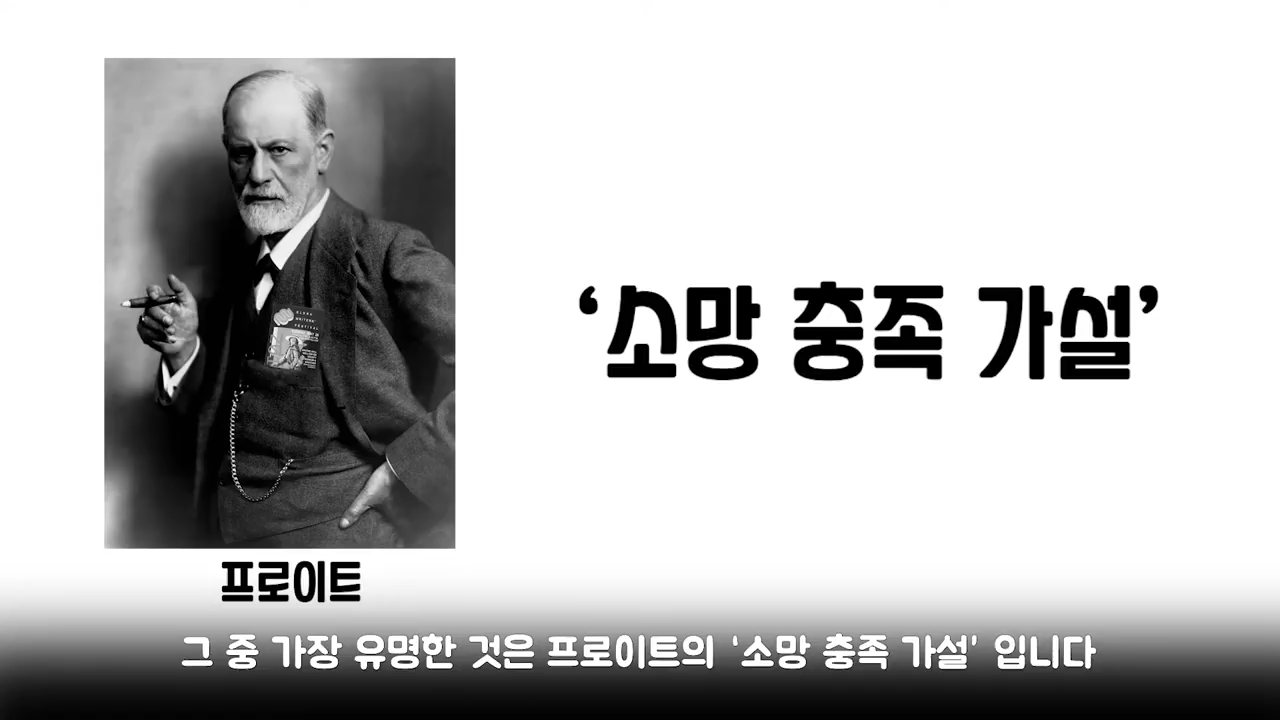 ‘소망 충족 가설’
프로이트
그 중 가장 유명한 것은 프로이트의 ‘소망 충족 가설’ 입니다